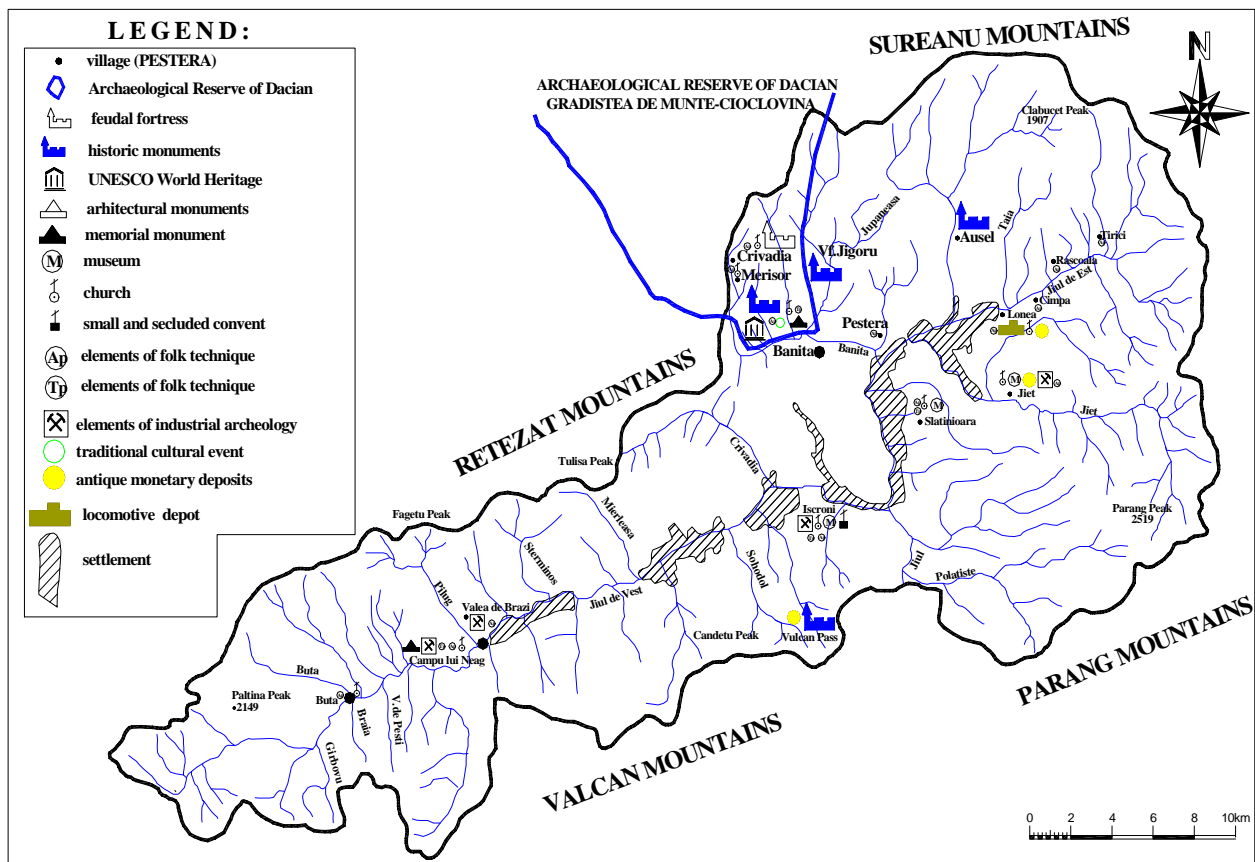 LEGEND:
village (PESTERA)
Archaeological Reserve of Dacian
feudal fortress
historic monuments
UNESCO World Heritage
arhitectural monuments
memorial monument
M museum
church
small and secluded convent
Ap elements of folk technique
Tp elements of folk technique
elements of industrial archeology
traditional cultural event
antique monetary deposits
locomotive depot
settlement
SUREANU MOUNTAINS
N
ARCHAEOLOGICAL RESERVE OF DACIAN
GRADISTEA DE MUNTE-CIOCLOVINA
Clabucet Peak
1907
Jupaneasa
Taia
Ausel
Tirici
Crivadia
Vf.Jigoru
Rascoala
Merisor
Jiul de Est
Cimpa
Lonea
Pestera
Banita
Banita
M
Jiet
Jiet
M
Slatinioara
RETEZAT MOUNTAINS
Tulisa Peak
Crivadia
Iscroni
M
Parang Peak
2519
Fagetu Peak
Mierleasa
Sterminos
Sohodol
Jiul
Polatiste
Pilug
Valea de Brazi
Jiul de Vest
Candetu Peak
Vulcan Pass
Campu lui Neag
Buta
Paltina Peak
2149
Buta
Braia
V. de Pesti
Girbovu
PARANG MOUNTAINS
VALCAN MOUNTAINS
0 2 4 6 8 10km